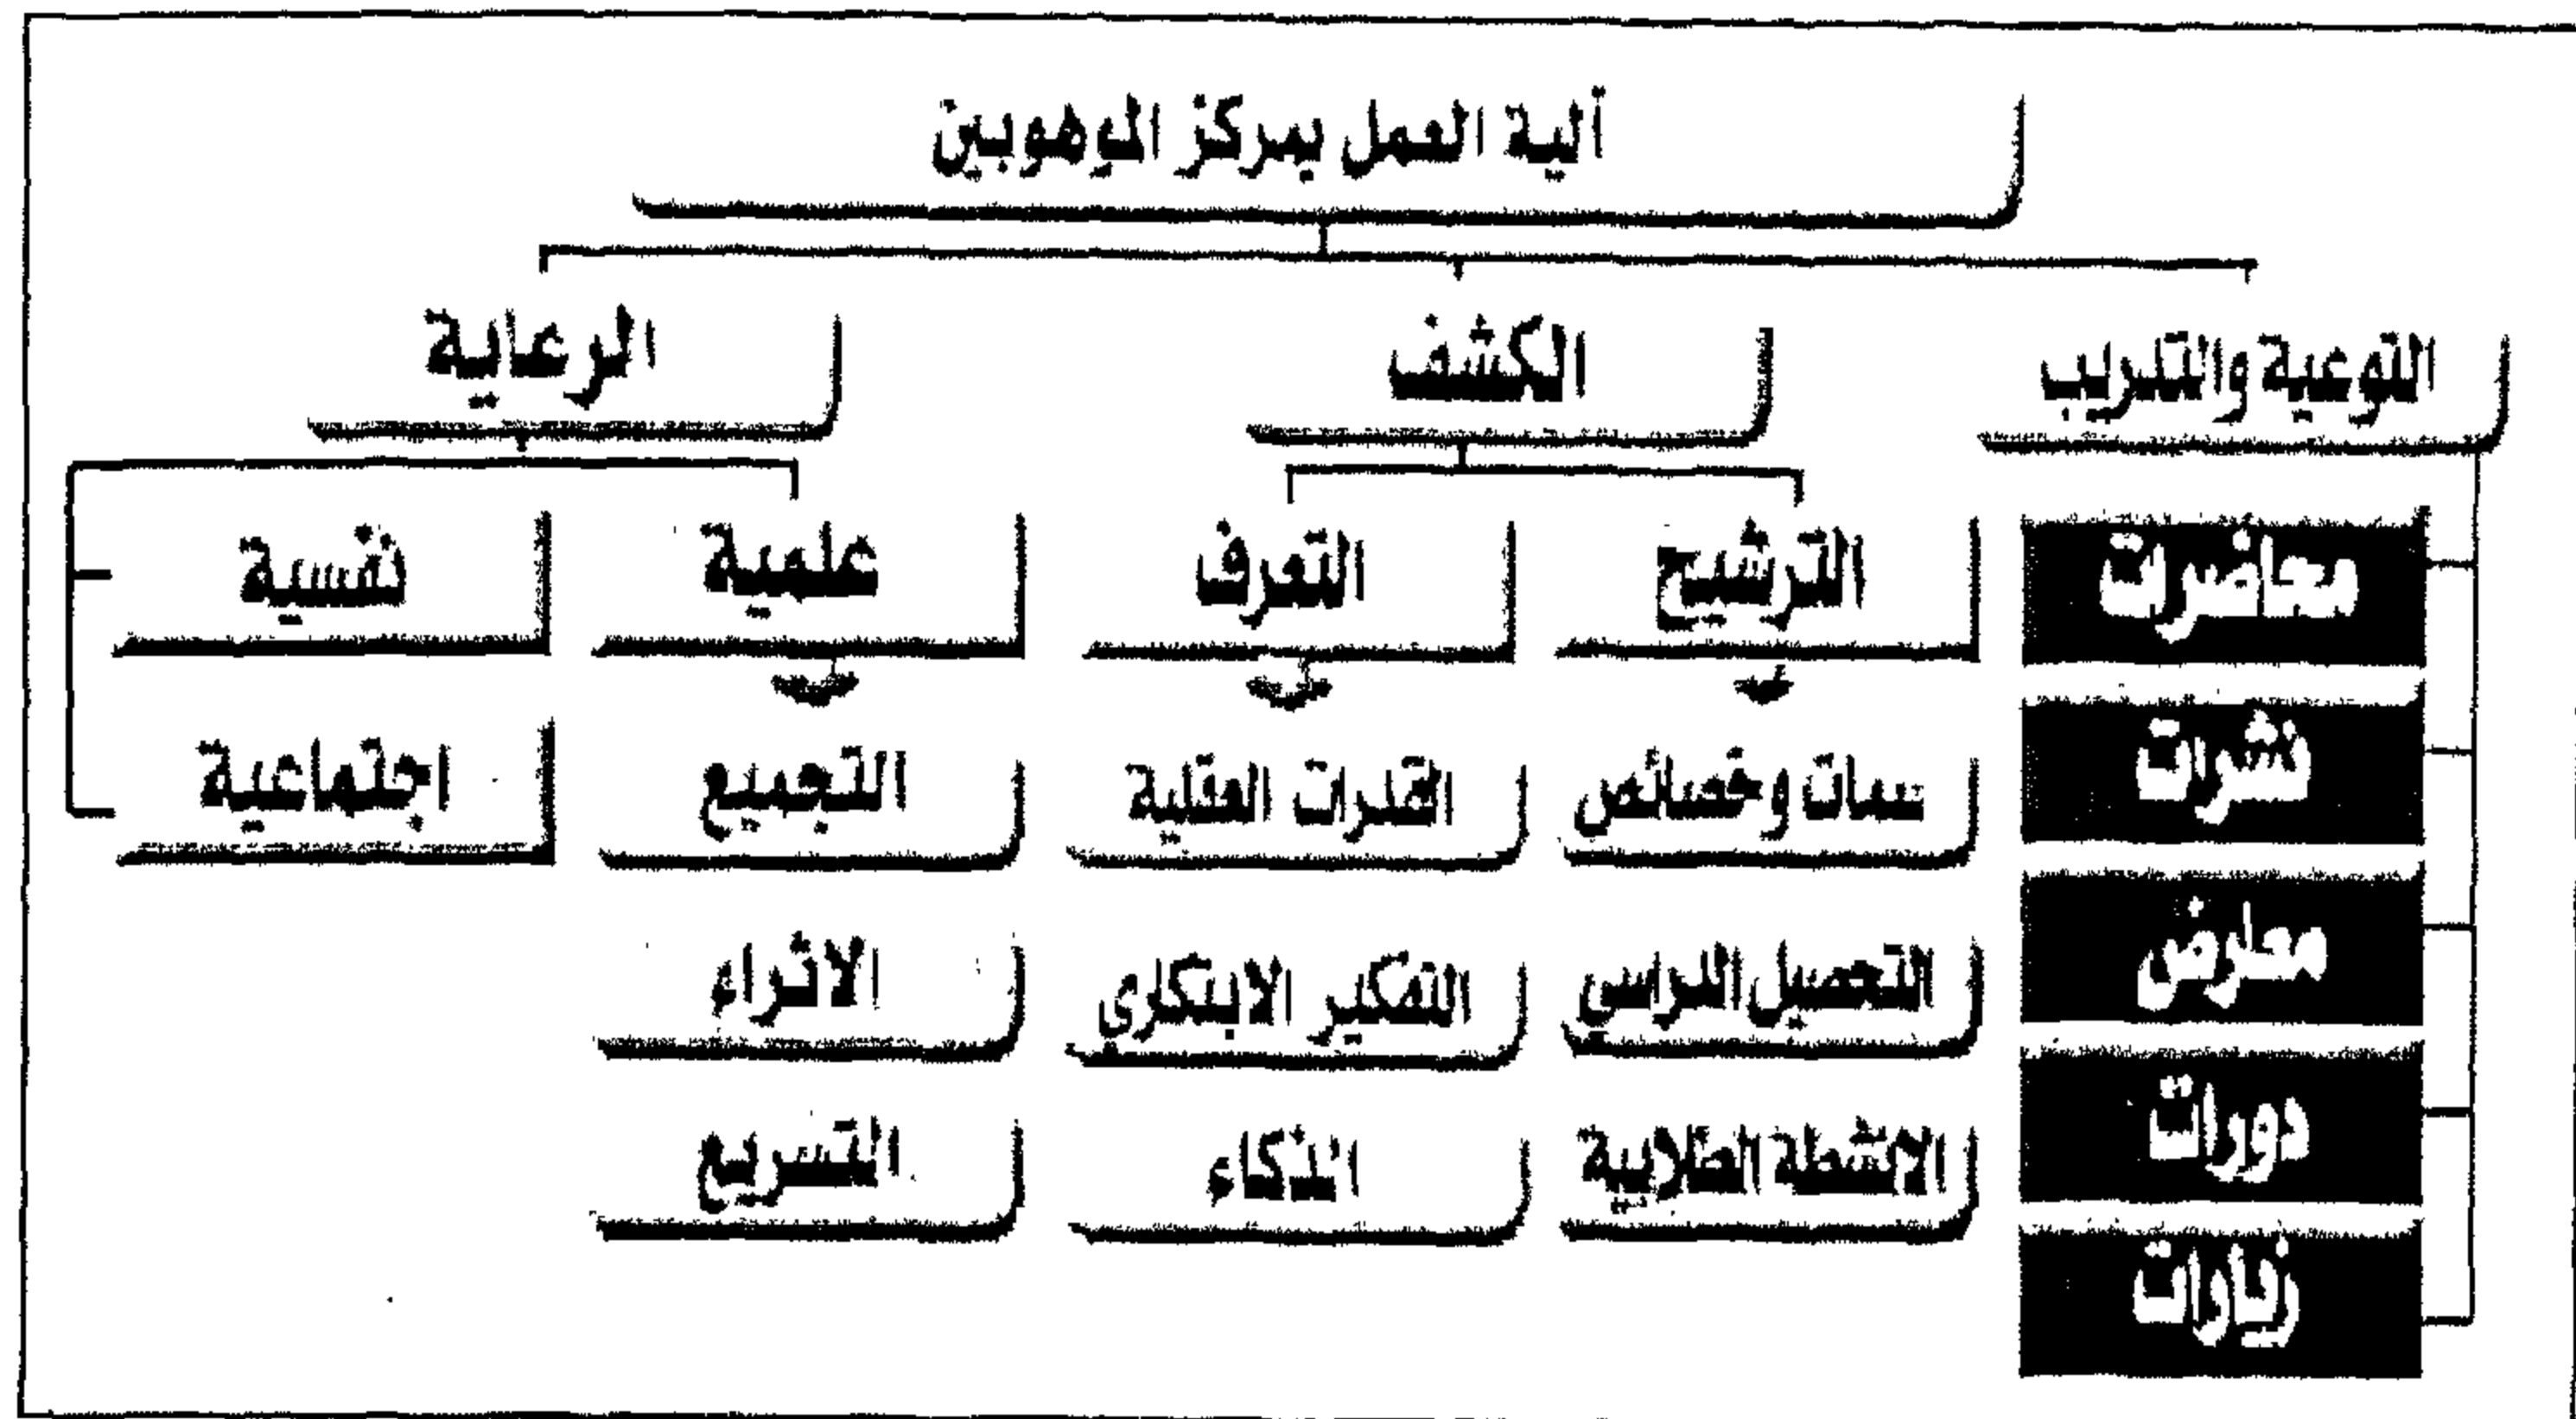 آلية العمل بمركز الموهوبين
التوعية والتدريب
الكشف
الرعاية
محاضرات
الترشيح
التعرف
علمية
نفسية
نشرات
سمات وخصائص
القدرات العقلية
التجميع
اجتماعية
معارض
التحصيل الدراسي
التفكير الابتكاري
الاثراء
دورات
الانشطة الطلابية
الذكاء
التسريع
زيارات